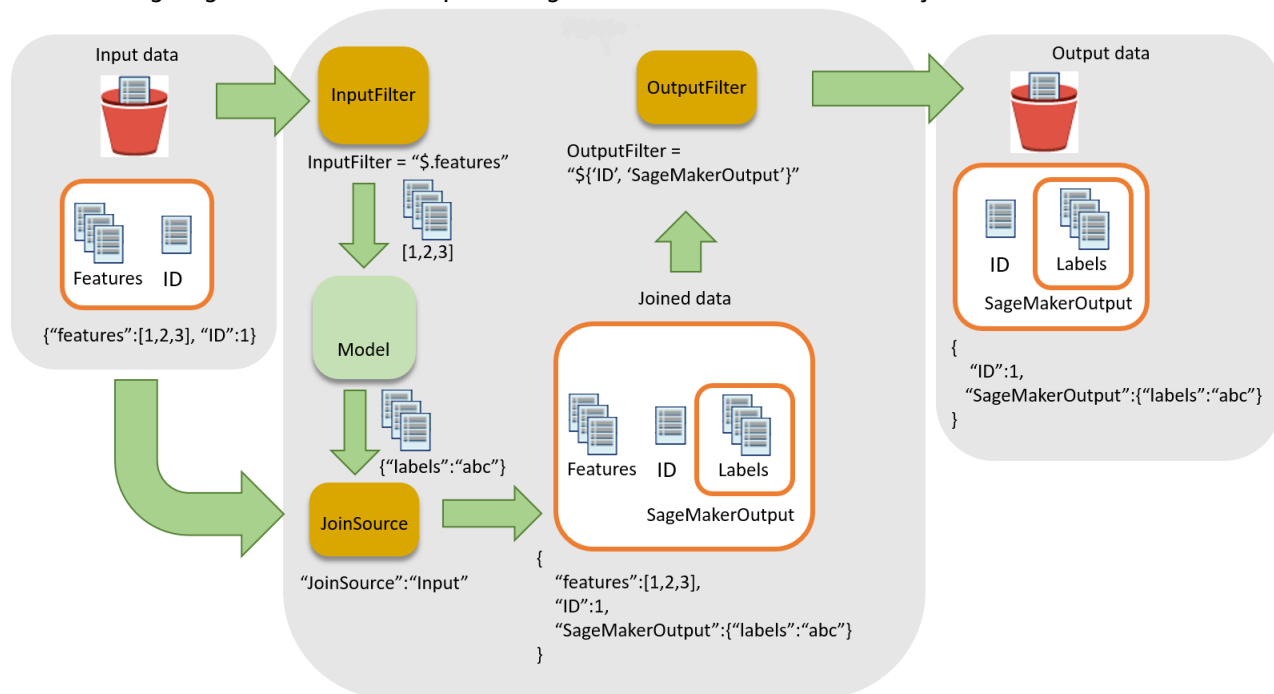 Input data
Features
ID
{“features”:[1,2,3], “ID”:1}
InputFilter
InputFilter = “$.features”
[1,2,3]
Model
{“labels”:“abc”}
JoinSource
“JoinSource”:“Input”
OutputFilter
OutputFilter =
“${‘ID’, ‘SageMakerOutput’}”
Joined data
Features
ID
Labels
SageMakerOutput
{
“features”:[1,2,3],
“ID”:1,
“SageMakerOutput”:{“labels”:“abc”}
}
Output data
ID
Labels
SageMakerOutput
{
“ID”:1,
“SageMakerOutput”:{“labels”:“abc”}
}